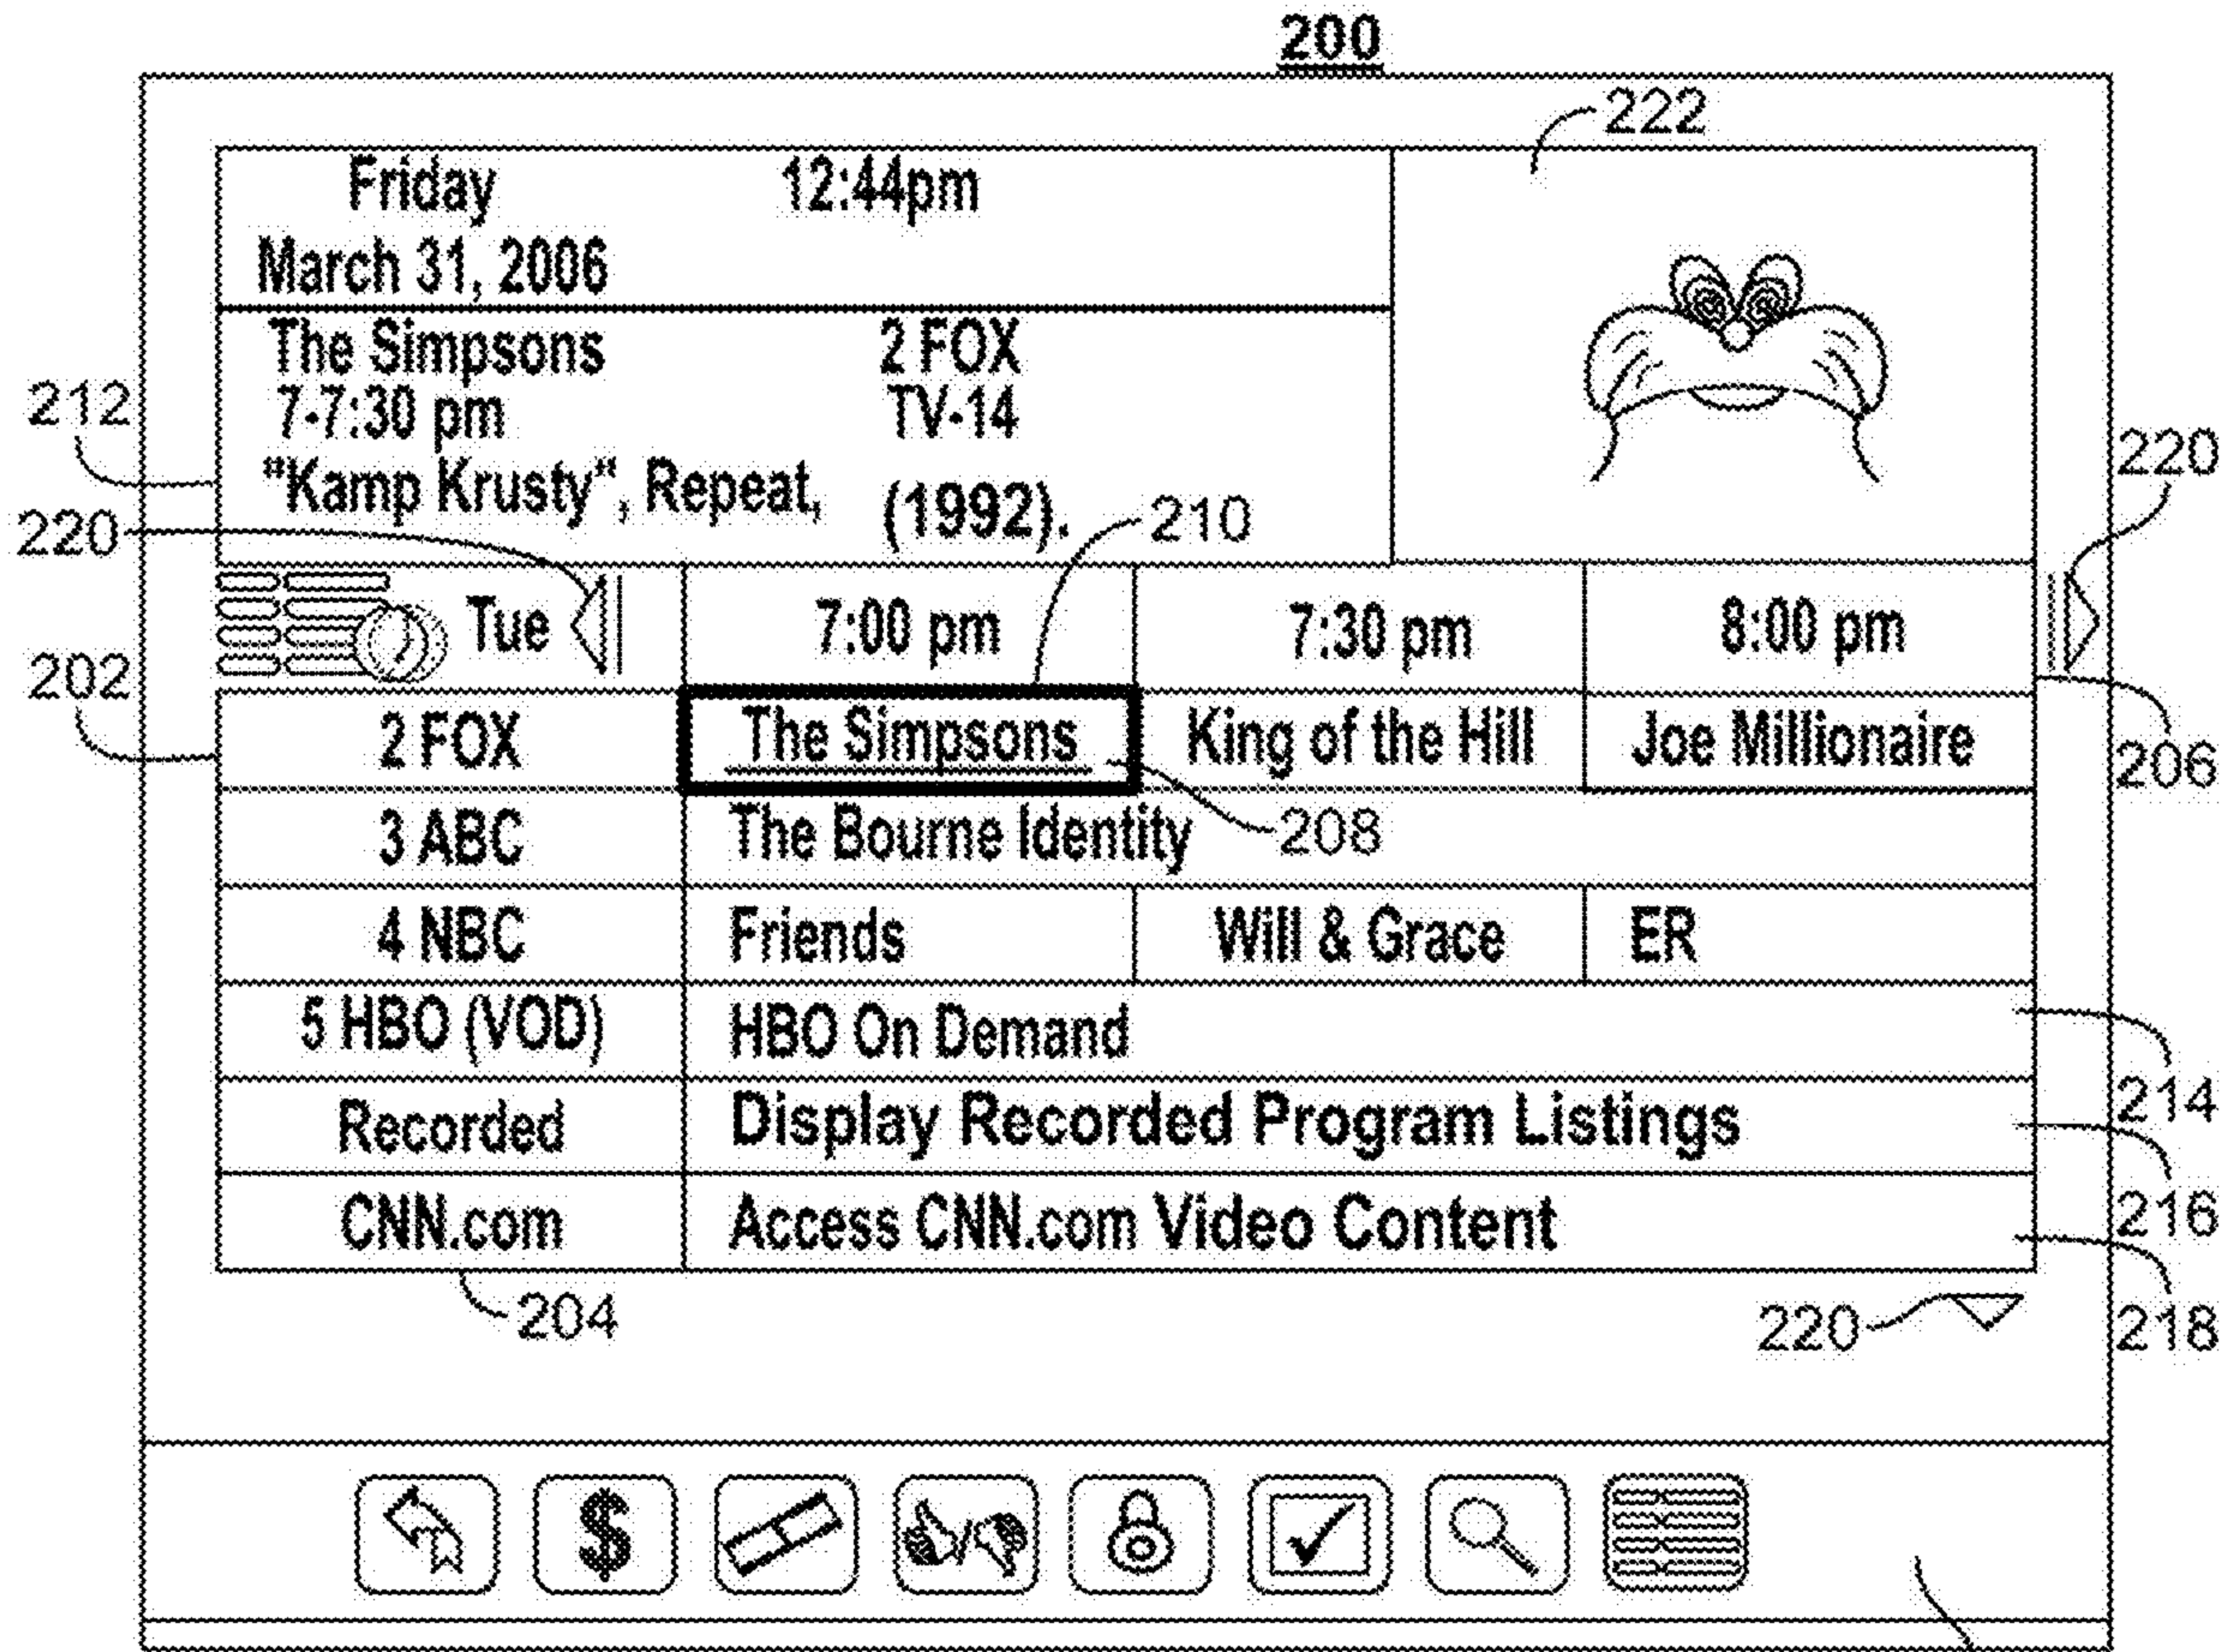 200
222
Friday 12:44pm
March 31, 2006
The Simpsons 2 FOX
212
7-7:30 pm TV-14
"Kamp Krusty", Repeat, (1992).
210
220
220
Tue 7:00 pm 7:30 pm 8:00 pm
202
2 FOX The Simpsons King of the Hill Joe Millionaire
206
3 ABC The Bourne Identity
208
4 NBC Friends Will & Grace ER
5 HBO (VOD) HBO On Demand
214
Recorded Display Recorded Program Listings
216
CNN.com Access CNN.com Video Content
204
220
218
$